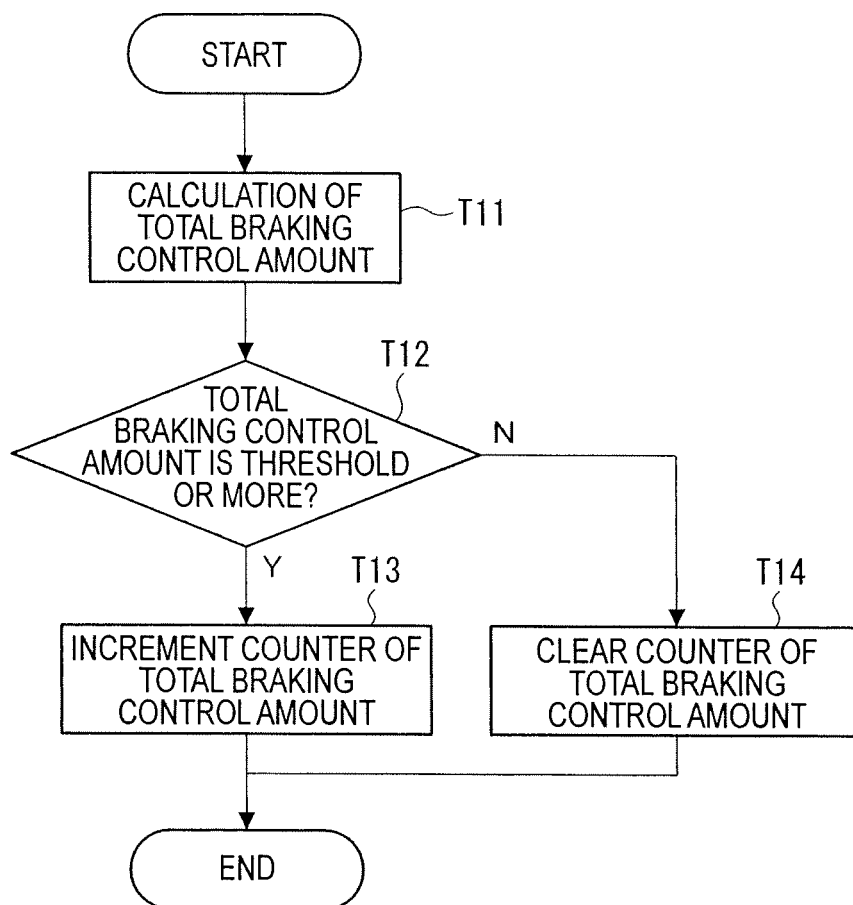 START
CALCULATION OF
TOTAL BRAKING
CONTROL AMOUNT
T11
T12
TOTAL
BRAKING CONTROL
AMOUNT IS THRESHOLD
OR MORE?
N
Y
T13
INCREMENT COUNTER OF
TOTAL BRAKING
CONTROL AMOUNT
T14
CLEAR COUNTER OF
TOTAL BRAKING
CONTROL AMOUNT
END